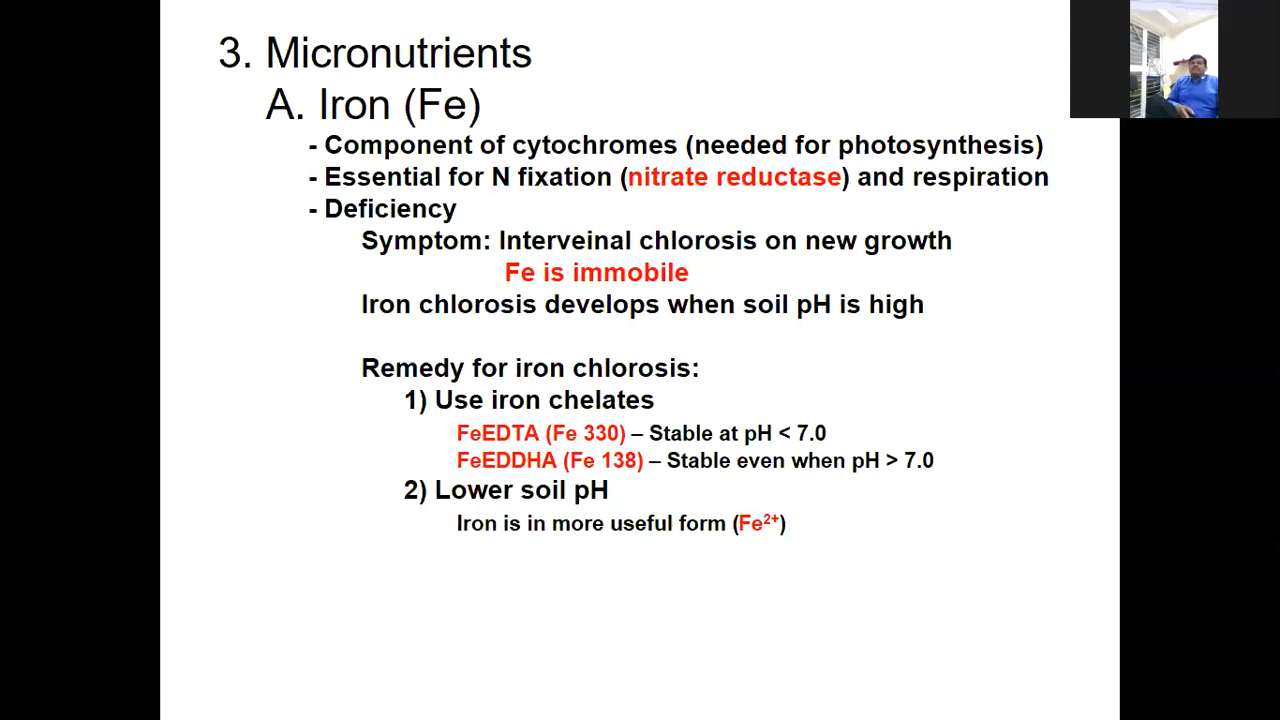 3. Micronutrients
A. Iron (Fe)
- Component of cytochromes (needed for photosynthesis)
- Essential for N fixation (nitrate reductase) and respiration
- Deficiency
Symptom: Interveinal chlorosis on new growth
Fe is immobile
Iron chlorosis develops when soil pH is high
Remedy for iron chlorosis:
1) Use iron chelates
FeEDTA (Fe 330) – Stable at pH < 7.0
FeEDDHA (Fe 138) – Stable even when pH > 7.0
2) Lower soil pH
Iron is in more useful form (Fe²⁺)